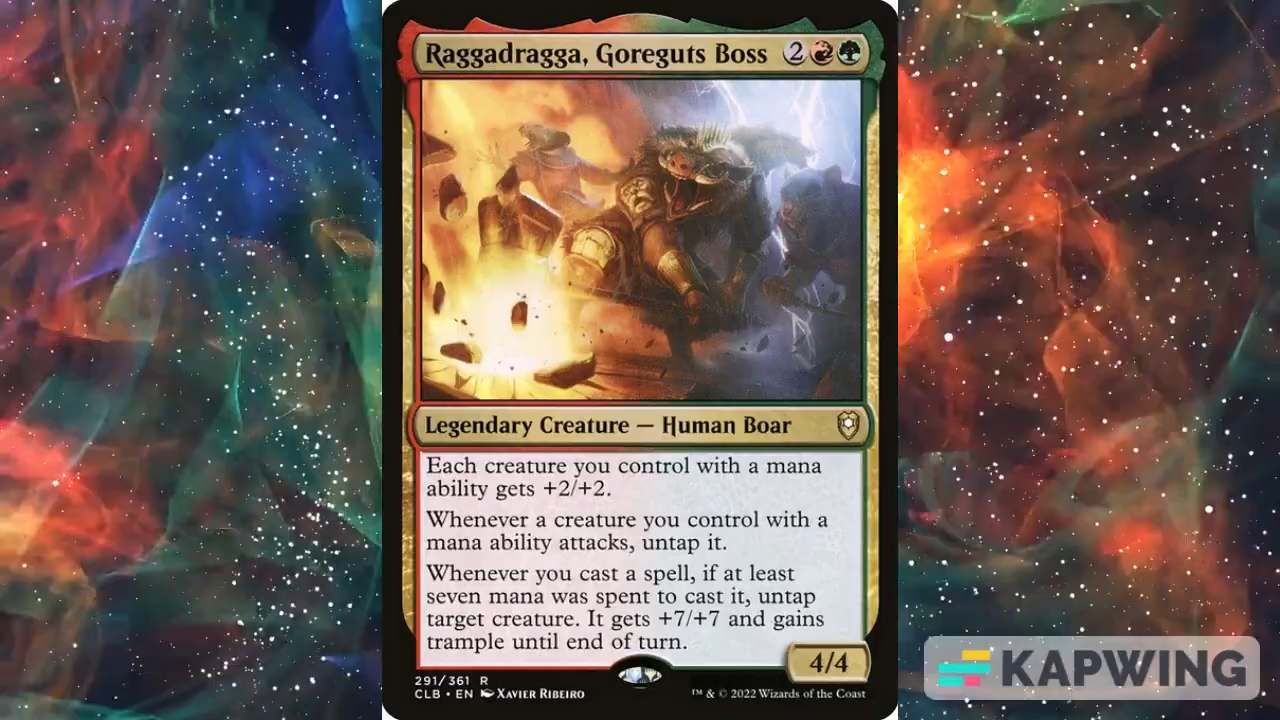 Raggadragga, Goreguts Boss 2
Legendary Creature — Human Boar
Each creature you control with a mana
ability gets +2/+2.
Whenever a creature you control with a
mana ability attacks, untap it.
Whenever you cast a spell, if at least
seven mana was spent to cast it, untap
target creature. It gets +7/+7 and gains
trample until end of turn.
4/4
291/361 R
CLB • EN Xavier Ribeiro
™ & © 2022 Wizards of the Coast
KAPWING